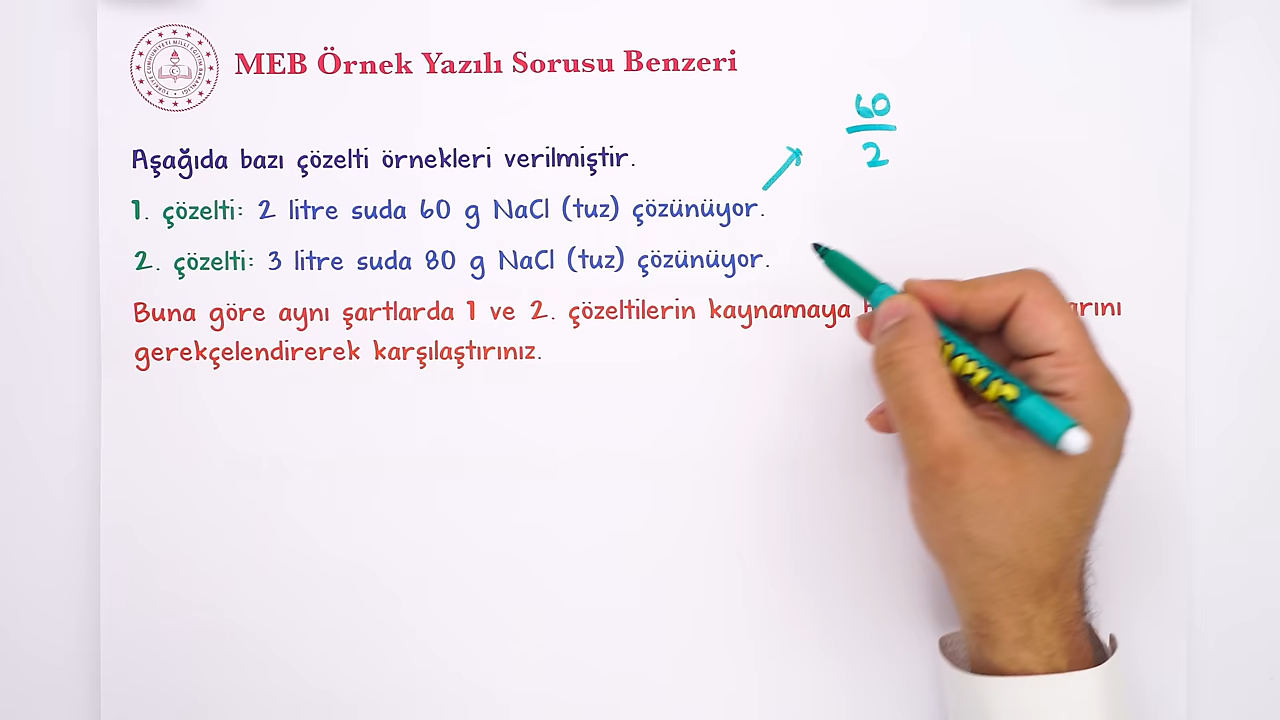 MEB Örnek Yazılı Sorusu Benzeri
60
2
Aşağıda bazı çözelti örnekleri verilmiştir.
1. çözelti: 2 litre suda 60 g NaCl (tuz) çözünüyor.
2. çözelti: 3 litre suda 80 g NaCl (tuz) çözünüyor.
Buna göre aynı şartlarda 1 ve 2. çözeltilerin kaynamaya
gerekçelendirerek karşılaştırınız.